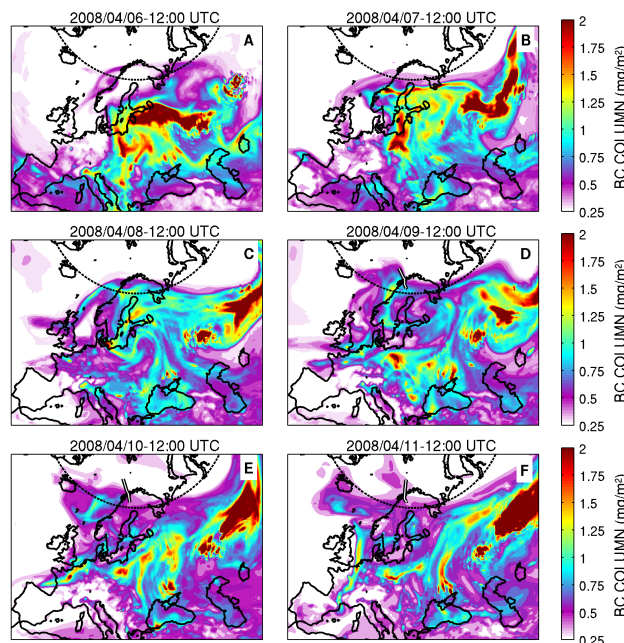 2008/04/06-12:00 UTC
2008/04/07-12:00 UTC
A
B
2
1.75
1.5
1.25
1
0.75
0.5
0.25
BC COLUMN (mg/m²)
2008/04/08-12:00 UTC
2008/04/09-12:00 UTC
C
D
2
1.75
1.5
1.25
1
0.75
0.5
0.25
BC COLUMN (mg/m²)
2008/04/10-12:00 UTC
2008/04/11-12:00 UTC
E
F
2
1.75
1.5
1.25
1
0.75
0.5
0.25
BC COLUMN (mg/m²)